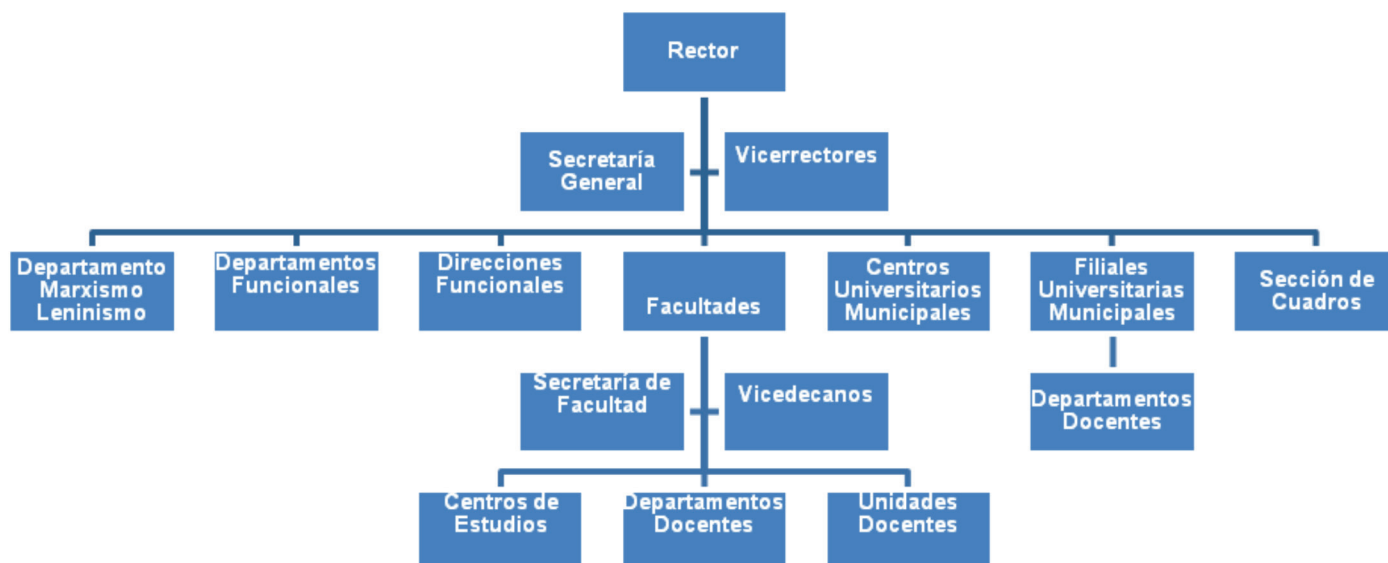 Rector
Secretaría
General
Vicerrectores
Departamento
Marxismo
Leninismo
Departamentos
Funcionales
Direcciones
Funcionales
Facultades
Centros
Universitarios
Municipales
Filiales
Universitarias
Municipales
Sección de
Cuadros
Secretaría de
Facultad
Vicedecanos
Departamentos
Docentes
Centros de
Estudios
Departamentos
Docentes
Unidades
Docentes